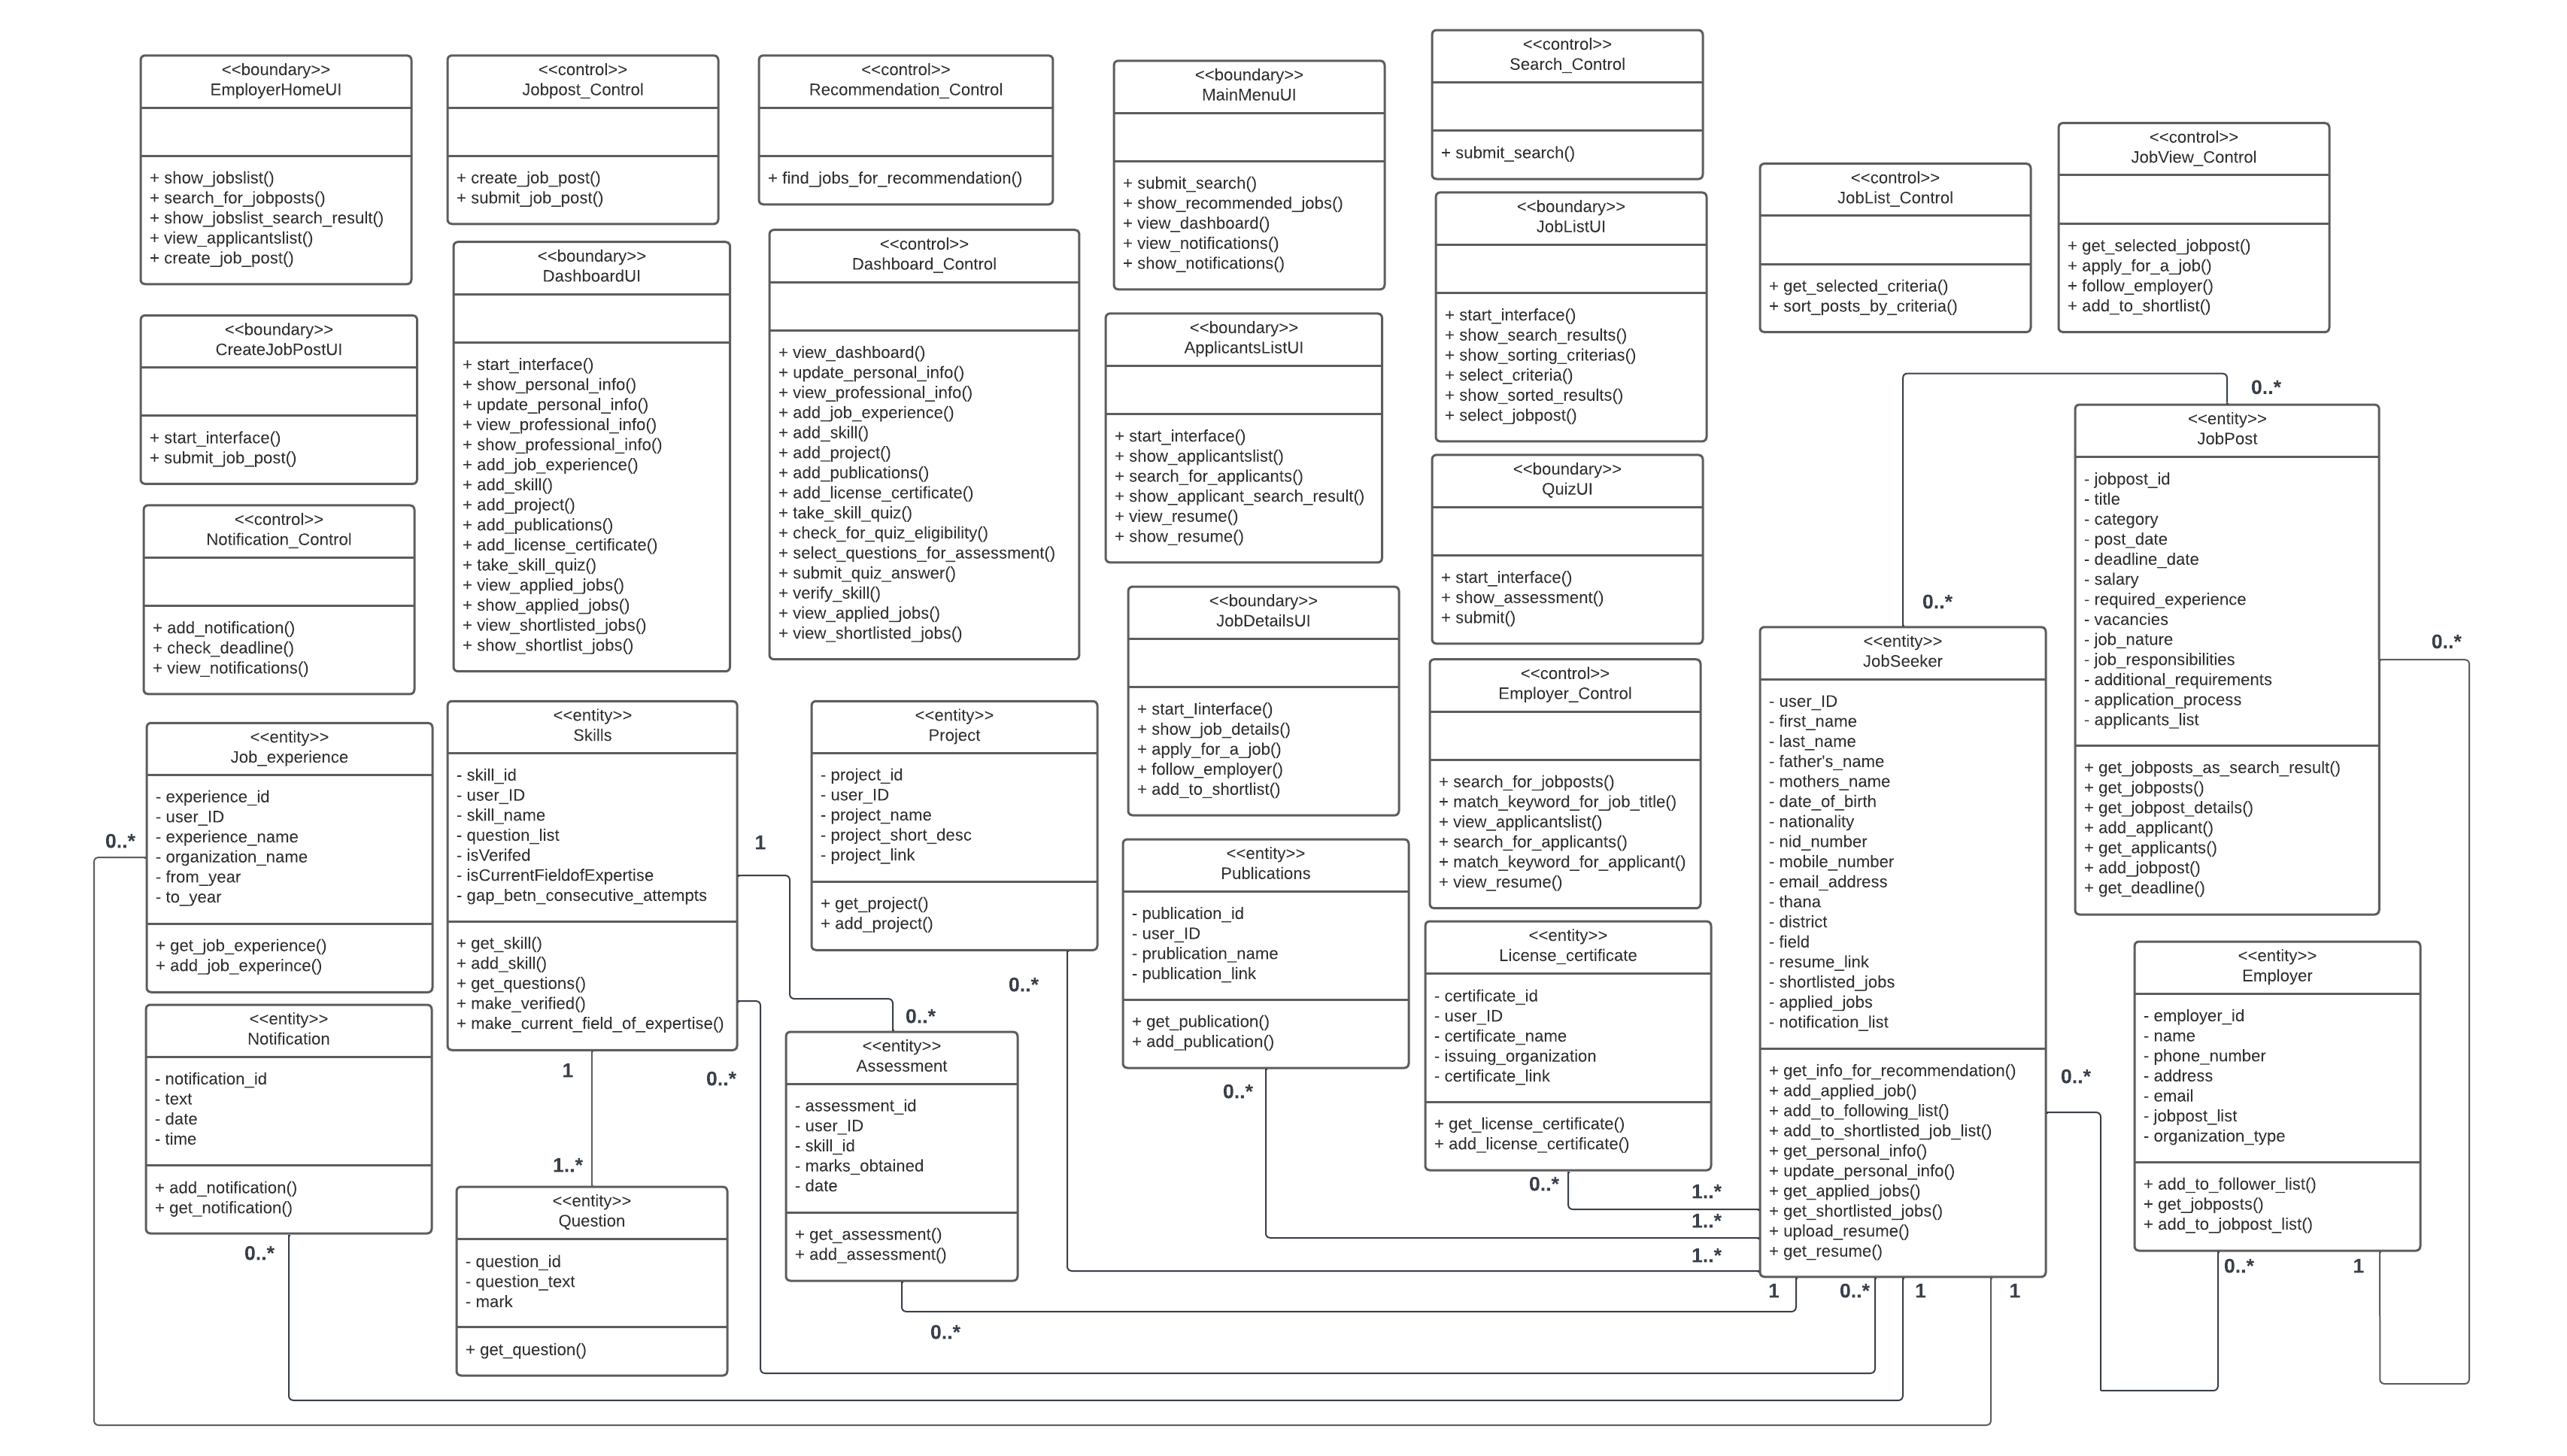 <<boundary>>
EmployerHomeUI
+ show_jobslist()
+ search_for_jobposts()
+ show_jobslist_search_result()
+ view_applicantslist()
+ create_job_post()
<<control>>
Jobpost_Control
+ create_job_post()
+ submit_job_post()
<<control>>
Recommendation_Control
+ find_jobs_for_recommendation()
<<boundary>>
MainMenuUI
+ submit_search()
+ show_recommended_jobs()
+ view_dashboard()
+ view_notifications()
+ show_notifications()
<<control>>
Search_Control
+ submit_search()
<<control>>
JobList_Control
+ get_selected_criteria()
+ sort_posts_by_criteria()
<<control>>
JobView_Control
+ get_selected_jobpost()
+ apply_for_a_job()
+ follow_employer()
+ add_to_shortlist()
<<boundary>>
CreateJobPostUI
+ start_interface()
+ submit_job_post()
<<boundary>>
DashboardUI
+ start_interface()
+ show_personal_info()
+ update_personal_info()
+ view_professional_info()
+ show_professional_info()
+ add_job_experience()
+ add_skill()
+ add_project()
+ add_publications()
+ add_license_certificate()
+ take_skill_quiz()
+ view_applied_jobs()
+ show_applied_jobs()
+ view_shortlisted_jobs()
+ show_shortlist_jobs()
<<control>>
Dashboard_Control
+ view_dashboard()
+ update_personal_info()
+ view_professional_info()
+ add_job_experience()
+ add_skill()
+ add_project()
+ add_publications()
+ add_license_certificate()
+ take_skill_quiz()
+ check_for_quiz_eligibility()
+ select_questions_for_assessment()
+ submit_quiz_answer()
+ verify_skill()
+ view_applied_jobs()
+ view_shortlisted_jobs()
<<boundary>>
ApplicantsListUI
+ start_interface()
+ show_applicantslist()
+ search_for_applicants()
+ show_applicant_search_result()
+ view_resume()
+ show_resume()
<<boundary>>
JobListUI
+ start_interface()
+ show_search_results()
+ show_sorting_criterias()
+ select_criteria()
+ show_sorted_results()
+ select_jobpost()
<<boundary>>
QuizUI
+ start_interface()
+ show_assessment()
+ submit()
<<control>>
Notification_Control
+ add_notification()
+ check_deadline()
+ view_notifications()
<<boundary>>
JobDetailsUI
+ start_Iinterface()
+ show_job_details()
+ apply_for_a_job()
+ follow_employer()
+ add_to_shortlist()
<<control>>
Employer_Control
+ search_for_jobposts()
+ match_keyword_for_job_title()
+ view_applicantslist()
+ search_for_applicants()
+ match_keyword_for_applicant()
+ view_resume()
0..*
<<entity>>
JobPost
- jobpost_id
- title
- category
- post_date
- deadline_date
- salary
- required_experience
- vacancies
- job_nature
- job_responsibilities
- additional_requirements
- application_process
- applicants_list
+ get_jobposts_as_search_result()
+ get_jobposts()
+ get_jobpost_details()
+ add_applicant()
+ get_applicants()
+ add_jobpost()
+ get_deadline()
0..*
0..*
<<entity>>
JobSeeker
- user_ID
- first_name
- last_name
- father's_name
- mothers_name
- date_of_birth
- nationality
- nid_number
- mobile_number
- email_address
- thana
- district
- field
- resume_link
- shortlisted_jobs
- applied_jobs
- notification_list
+ get_info_for_recommendation()
+ add_applied_job()
+ add_to_following_list()
+ add_to_shortlisted_job_list()
+ get_personal_info()
+ update_personal_info()
+ get_applied_jobs()
+ get_shortlisted_jobs()
+ upload_resume()
+ get_resume()
0..*
<<entity>>
Job_experience
- experience_id
- user_ID
- experience_name
- organization_name
- from_year
- to_year
+ get_job_experience()
+ add_job_experince()
0..*
<<entity>>
Skills
- skill_id
- user_ID
- skill_name
- question_list
- isVerifed
- isCurrentFieldofExpertise
- gap_betn_consecutive_attempts
+ get_skill()
+ add_skill()
+ get_questions()
+ make_verified()
+ make_current_field_of_expertise()
1
1
0..*
<<entity>>
Project
- project_id
- user_ID
- project_name
- project_short_desc
- project_link
+ get_project()
+ add_project()
0..*
<<entity>>
Publications
- publication_id
- user_ID
- prublication_name
- publication_link
+ get_publication()
+ add_publication()
0..*
<<entity>>
License_certificate
- certificate_id
- user_ID
- certificate_name
- issuing_organization
- certificate_link
+ get_license_certificate()
+ add_license_certificate()
0..*
1..*
1..*
1..*
<<entity>>
Employer
- employer_id
- name
- phone_number
- address
- email
- jobpost_list
- organization_type
+ add_to_follower_list()
+ get_jobposts()
+ add_to_jobpost_list()
0..*
1
<<entity>>
Notification
- notification_id
- text
- date
- time
+ add_notification()
+ get_notification()
0..*
1..*
<<entity>>
Question
- question_id
- question_text
- mark
+ get_question()
0..*
<<entity>>
Assessment
- assessment_id
- user_ID
- skill_id
- marks_obtained
- date
+ get_assessment()
+ add_assessment()
0..*
1
0..*
1
1